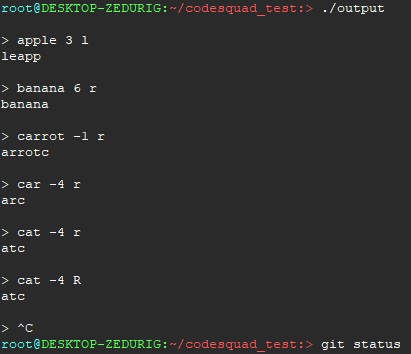 root@DESKTOP-ZEDURIG:~/codesquad_test:> ./output
> apple 3 l
leapp
> banana 6 r
banana
> carrot -1 r
arrotc
> car -4 r
arc
> cat -4 r
atc
> cat -4 R
atc
> ^C
root@DESKTOP-ZEDURIG:~/codesquad_test:> git status